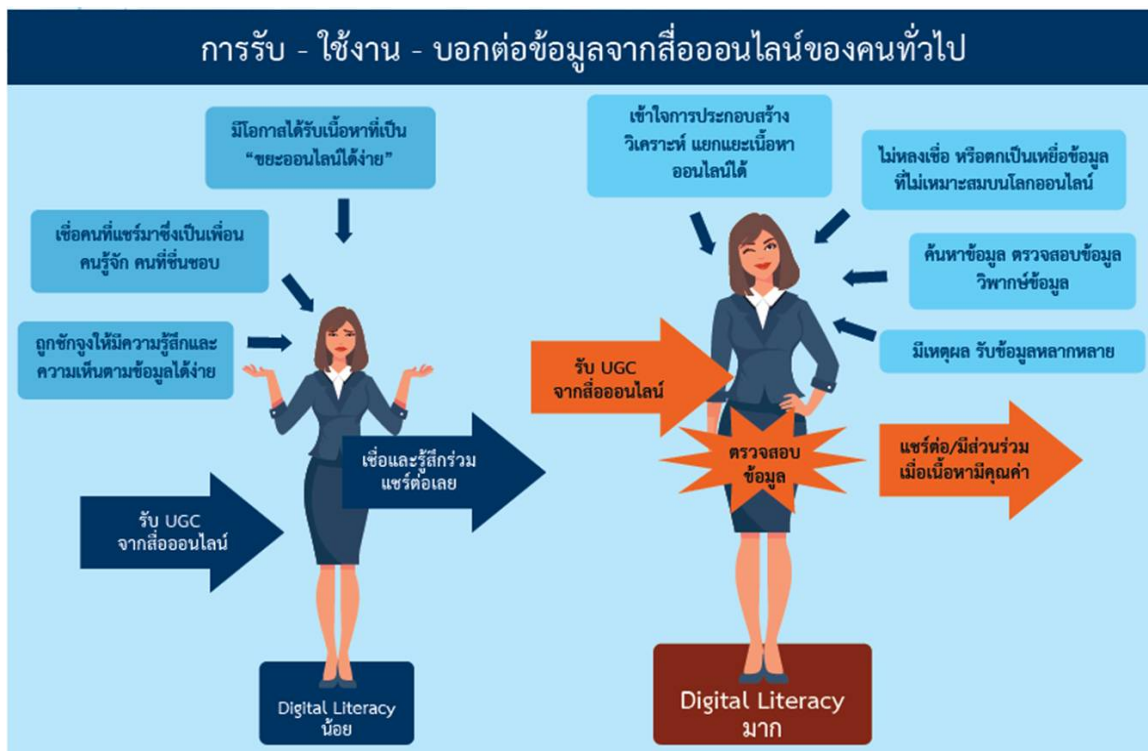 การรับ - ใช้งาน - บอกต่อข้อมูลจากสื่อออนไลน์ของคนทั่วไป
มีโอกาสได้รับเนื้อหาที่เป็น
“ขยะออนไลน์ได้ง่าย”
เชื่อคนที่แชร์มาซึ่งเป็นเพื่อน
คนรู้จัก คนที่ชื่นชอบ
ถูกชักจูงให้มีความรู้สึกและ
ความเห็นตามข้อมูลได้ง่าย
รับ UGC
จากสื่อออนไลน์
เชื่อและรู้สึกร่วม
แชร์ต่อเลย
Digital Literacy
น้อย
เข้าใจการประกอบสร้าง
วิเคราะห์ แยกแยะเนื้อหา
ออนไลน์ได้
ไม่หลงเชื่อ หรือตกเป็นเหยื่อข้อมูล
ที่ไม่เหมาะสมบนโลกออนไลน์
ค้นหาข้อมูล ตรวจสอบข้อมูล
วิพากษ์ข้อมูล
มีเหตุผล รับข้อมูลหลากหลาย
รับ UGC
จากสื่อออนไลน์
ตรวจสอบ
ข้อมูล
แชร์ต่อ/มีส่วนร่วม
เมื่อเนื้อหามีคุณค่า
Digital Literacy
มาก